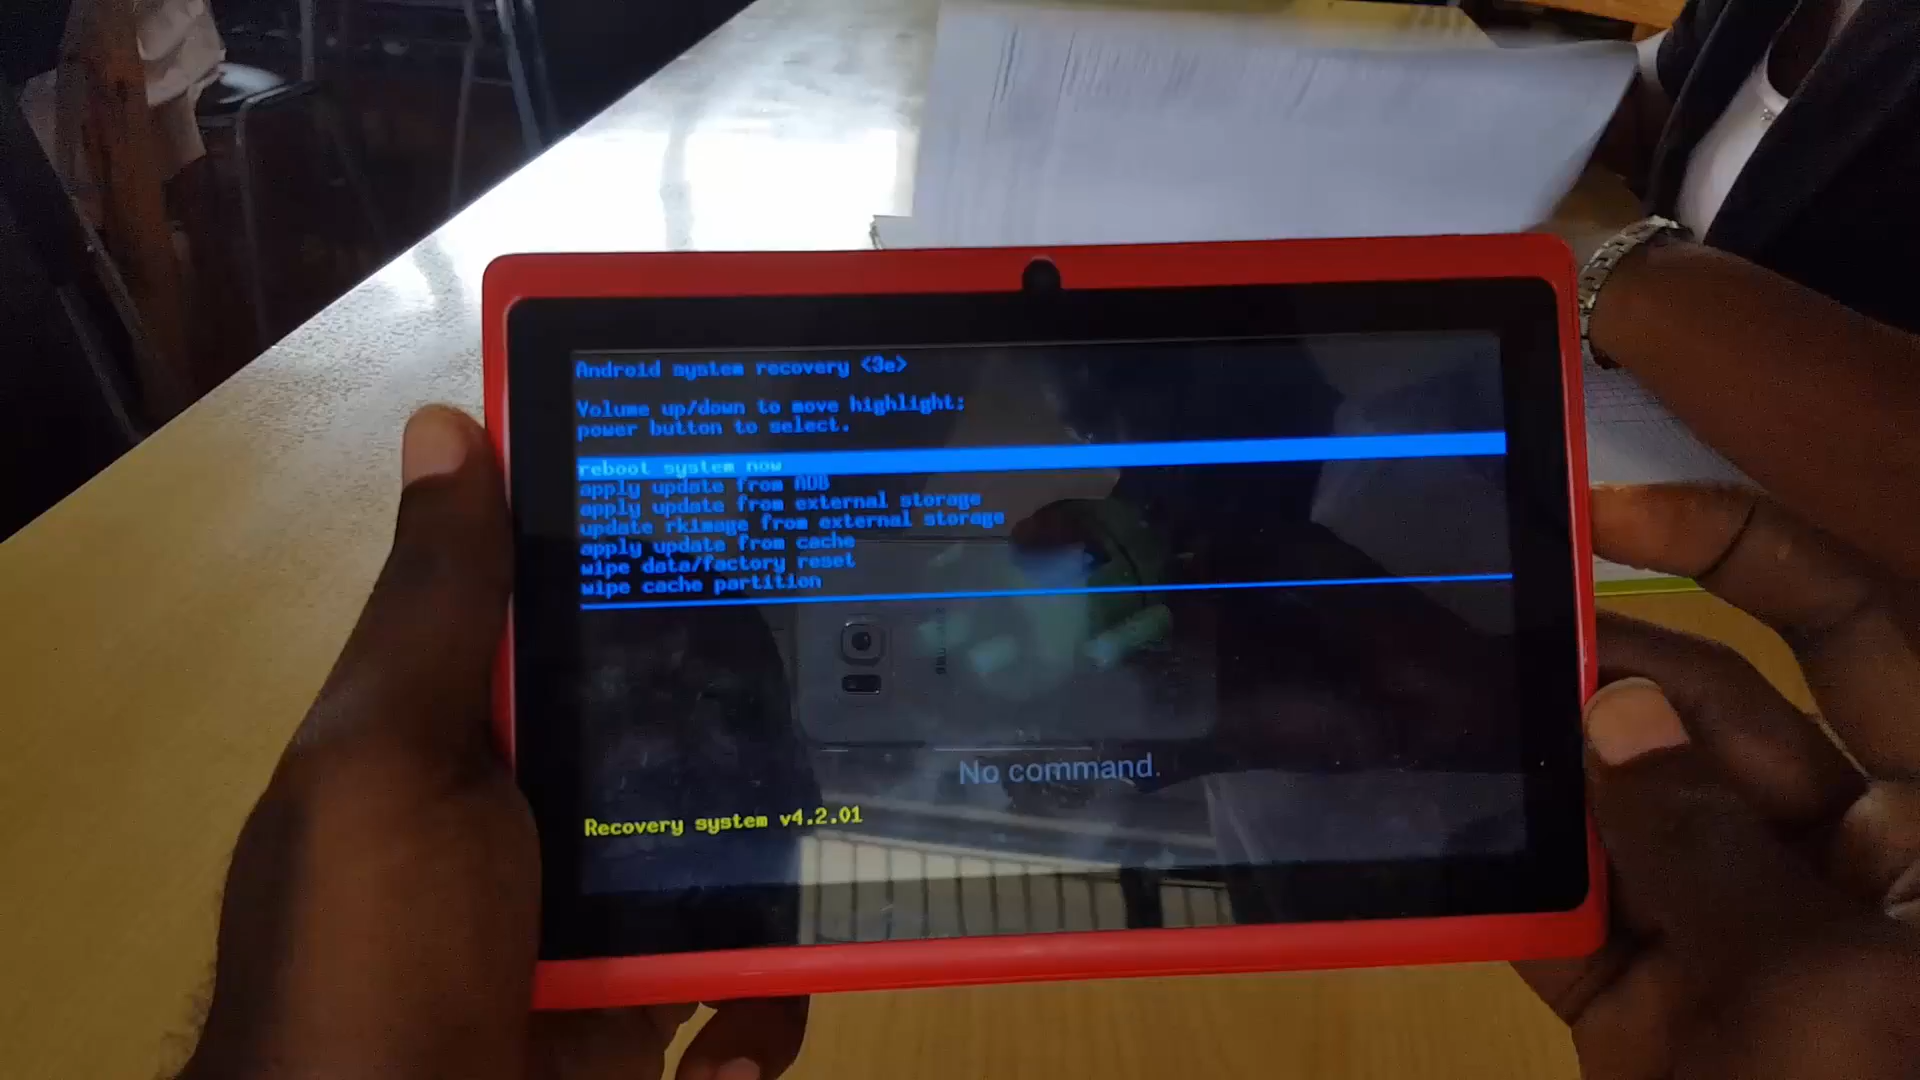 Android system recovery <3e>
Volume up/down to move highlight;
power button to select.
reboot system now
apply update from ADB
apply update from external storage
update rkimage from external storage
apply update from cache
wipe data/factory reset
wipe cache partition
No command.
Recovery system v4.2.01